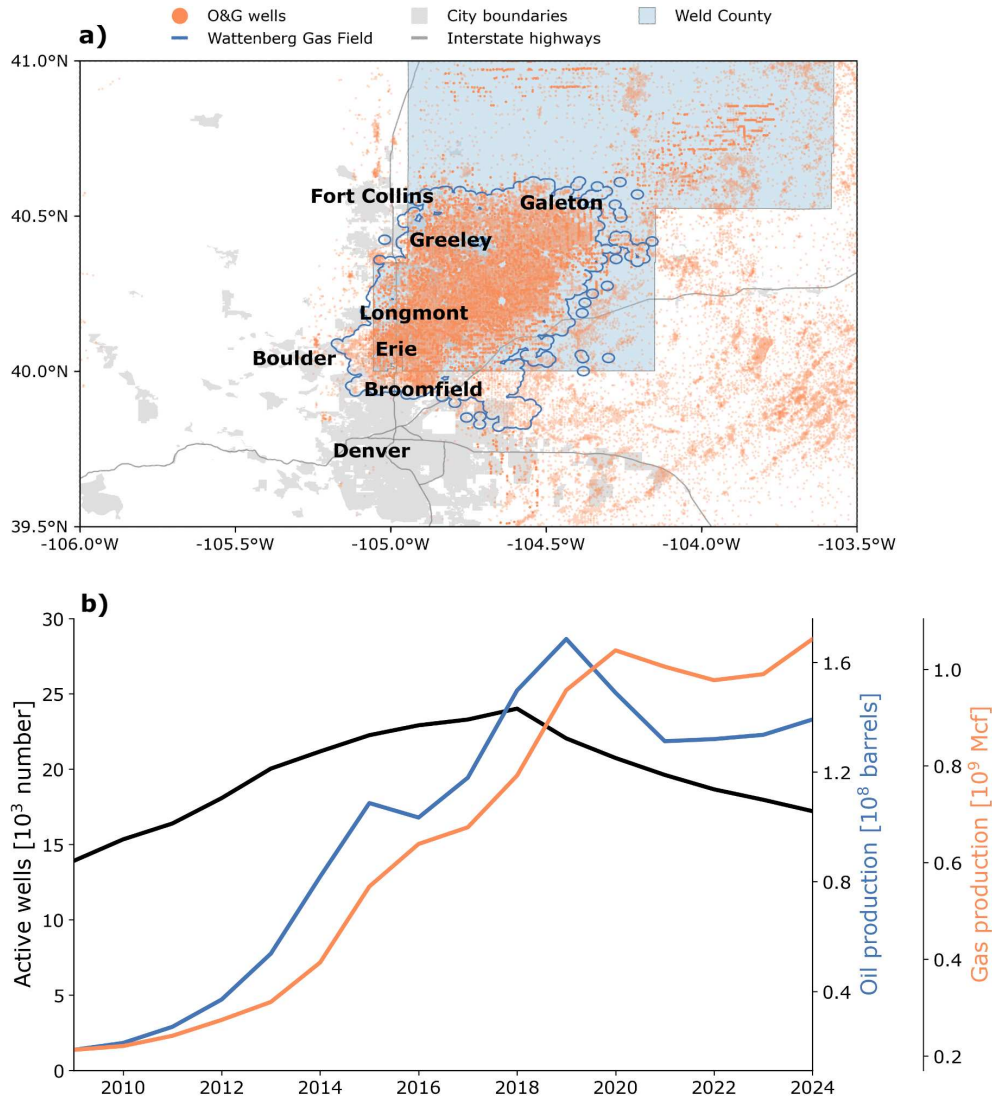 O&G wells City boundaries Weld County
Wattenberg Gas Field Interstate highways
a)
41.0°N
40.5°N
40.0°N
39.5°N
Fort Collins
Galeton
Greeley
Longmont
Erie
Boulder
Broomfield
Denver
-106.0°W -105.5°W -105.0°W -104.5°W -104.0°W -103.5°W
b)
Active wells [10³ number]
30
25
20
15
10
5
0
2010 2012 2014 2016 2018 2020 2022 2024
1.6
1.2
0.8
0.4
Oil production [10⁸ barrels]
1.0
0.8
0.6
0.4
0.2
Gas production [10⁹ Mcf]